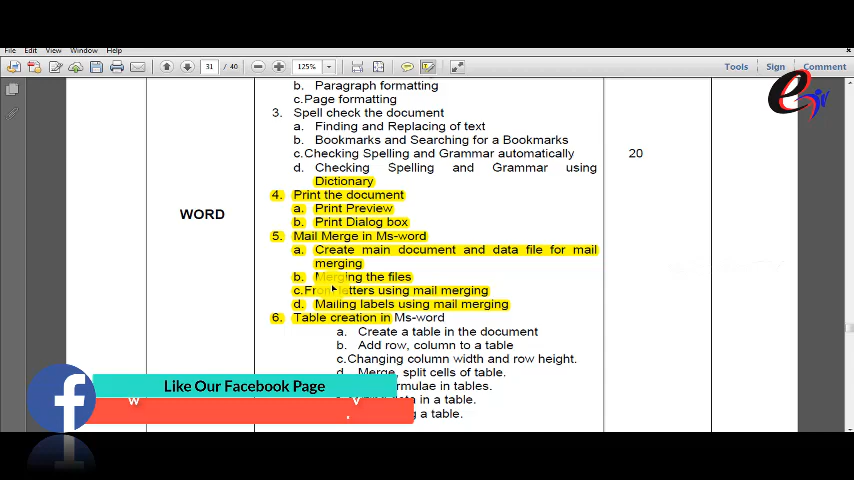 File Edit View Window Help
31 / 40 125% Tools Sign Comment
b. Paragraph formatting
c.Page formatting
3. Spell check the document
a. Finding and Replacing of text
b. Bookmarks and Searching for a Bookmarks
c.Checking Spelling and Grammar automatically
20
d. Checking Spelling and Grammar using
Dictionary
4. Print the document
a. Print Preview
WORD
b. Print Dialog box
5. Mail Merge in Ms-word
a. Create main document and data file for mail
merging
b. Merging the files
c.From letters using mail merging
d. Mailing labels using mail merging
6. Table creation in Ms-word
a. Create a table in the document
b. Add row, column to a table
c.Changing column width and row height.
d. Merge, split cells of table.
formulae in tables.
in a table.
a table.
Like Our Facebook Page
W V
.